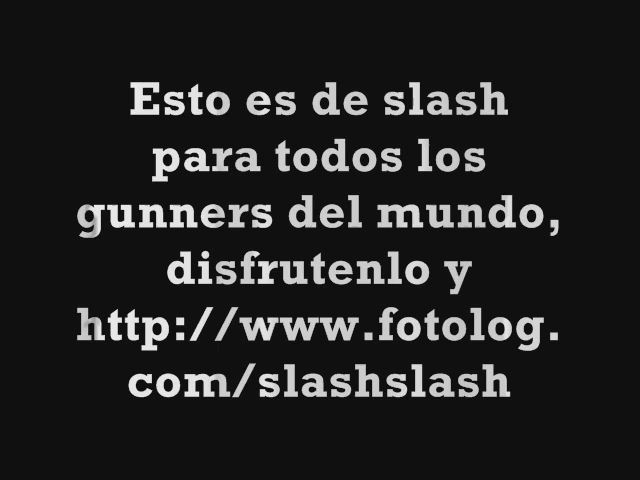 Esto es de slash
para todos los
gunners del mundo,
disfrutenlo y
http://www.fotolog.
com/slashslash